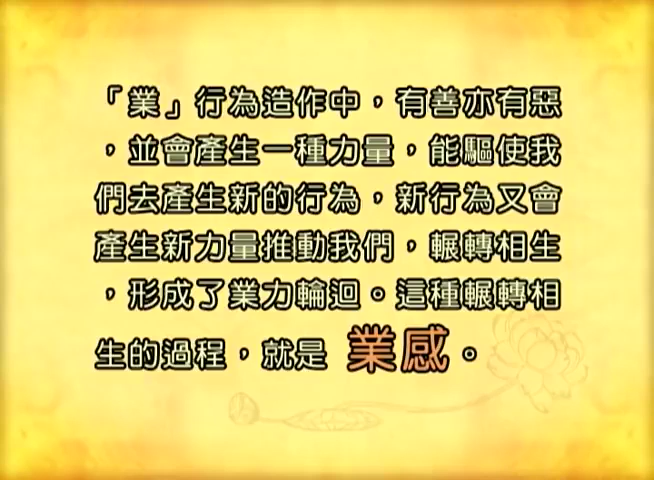 「業」行為造作中，有善亦有惡
，並會產生一種力量，能驅使我
們去產生新的行為，新行為又會
產生新力量推動我們，輾轉相生
，形成了業力輪迴。這種輾轉相
生的過程，就是 業感。